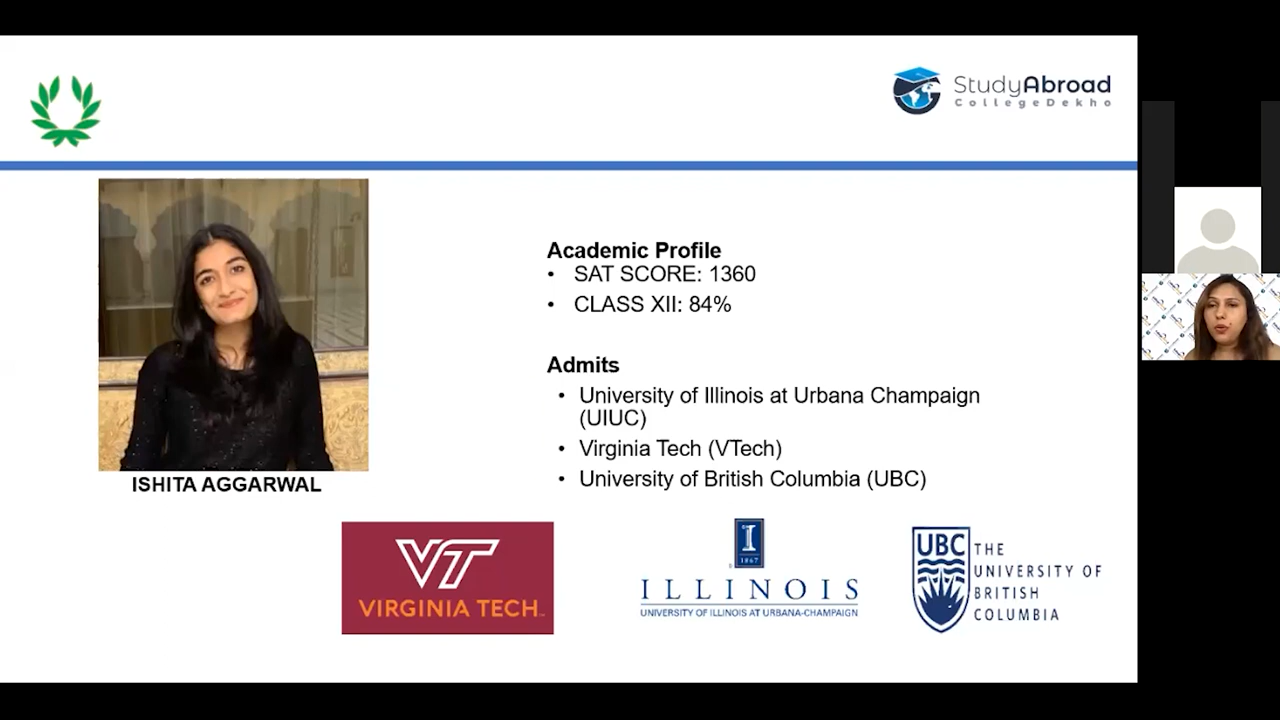 StudyAbroad
CollegeDekho
Academic Profile
• SAT SCORE: 1360
• CLASS XII: 84%
Admits
• University of Illinois at Urbana Champaign
(UIUC)
• Virginia Tech (VTech)
• University of British Columbia (UBC)
ISHITA AGGARWAL
VT
VIRGINIA TECH
I
1867
ILLINOIS
UNIVERSITY OF ILLINOIS AT URBANA-CHAMPAIGN
UBC
THE
UNIVERSITY OF
BRITISH
COLUMBIA